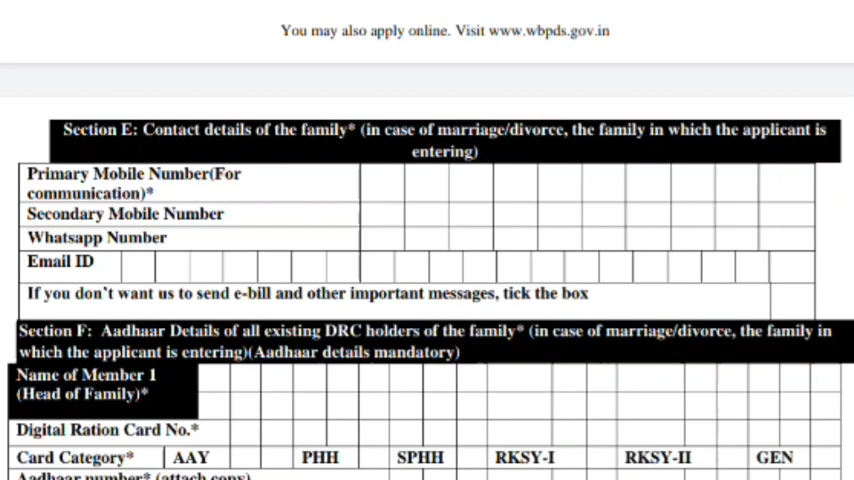 You may also apply online. Visit www.wbpds.gov.in
Section E: Contact details of the family* (in case of marriage/divorce, the family in which the applicant is
entering)
Primary Mobile Number(For
communication)*
Secondary Mobile Number
Whatsapp Number
Email ID
If you don't want us to send e-bill and other important messages, tick the box
Section F: Aadhaar Details of all existing DRC holders of the family* (in case of marriage/divorce, the family in
which the applicant is entering)(Aadhaar details mandatory)
Name of Member 1
(Head of Family)*
Digital Ration Card No.*
Card Category* AAY PHH SPHH RKSY-I RKSY-II GEN
Aadhaar number* (attach copy)